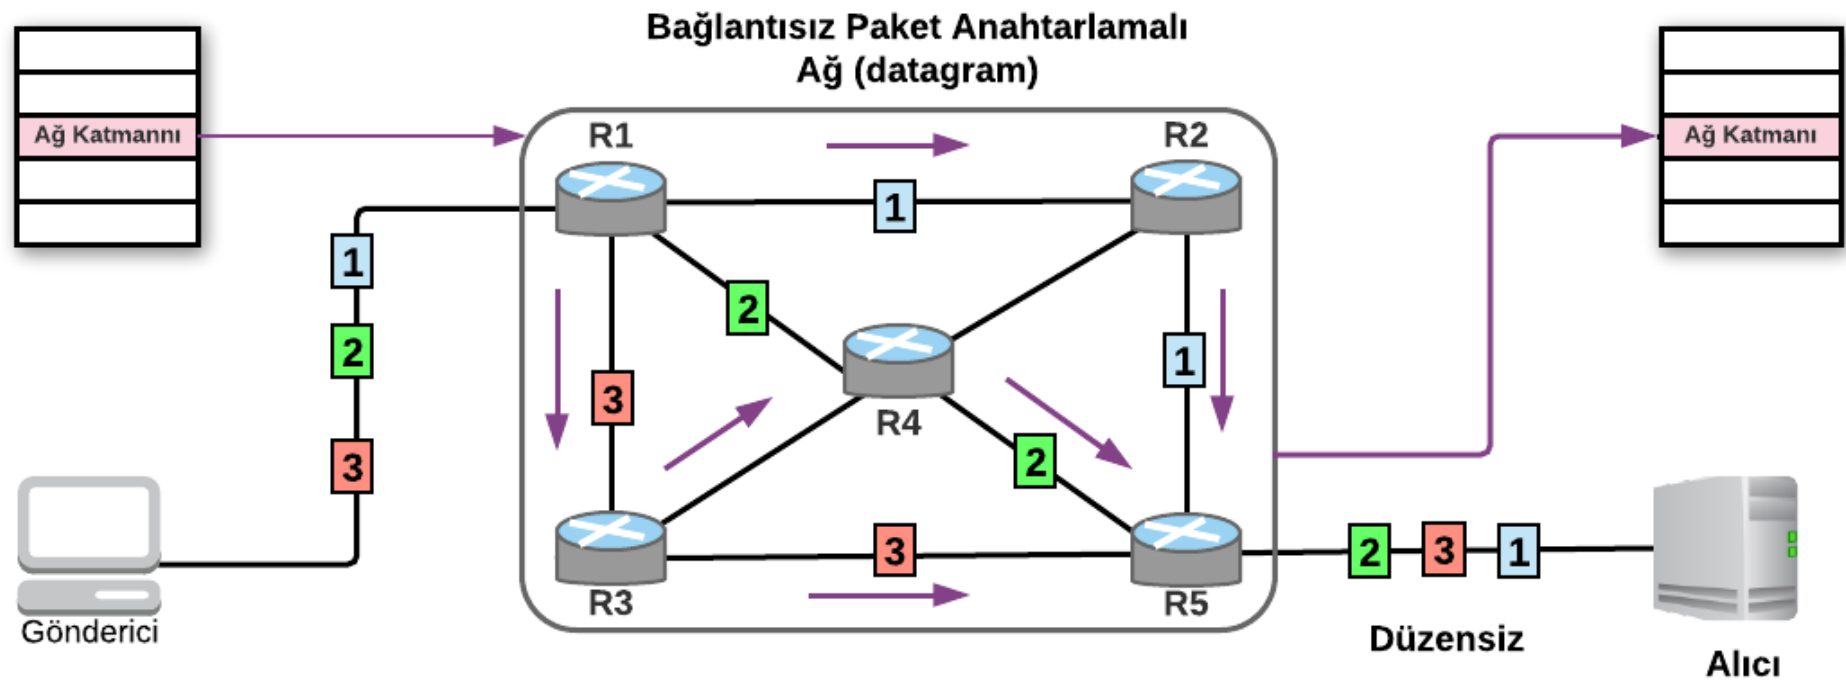 Bağlantısız Paket Anahtarlamalı
Ağ (datagram)
Ağ Katmannı
Ağ Katmanı
R1
R2
1
1
2
2
3
3
1
R4
2
R3
3
R5
2
3
1
Gönderici
Düzensiz
Alıcı